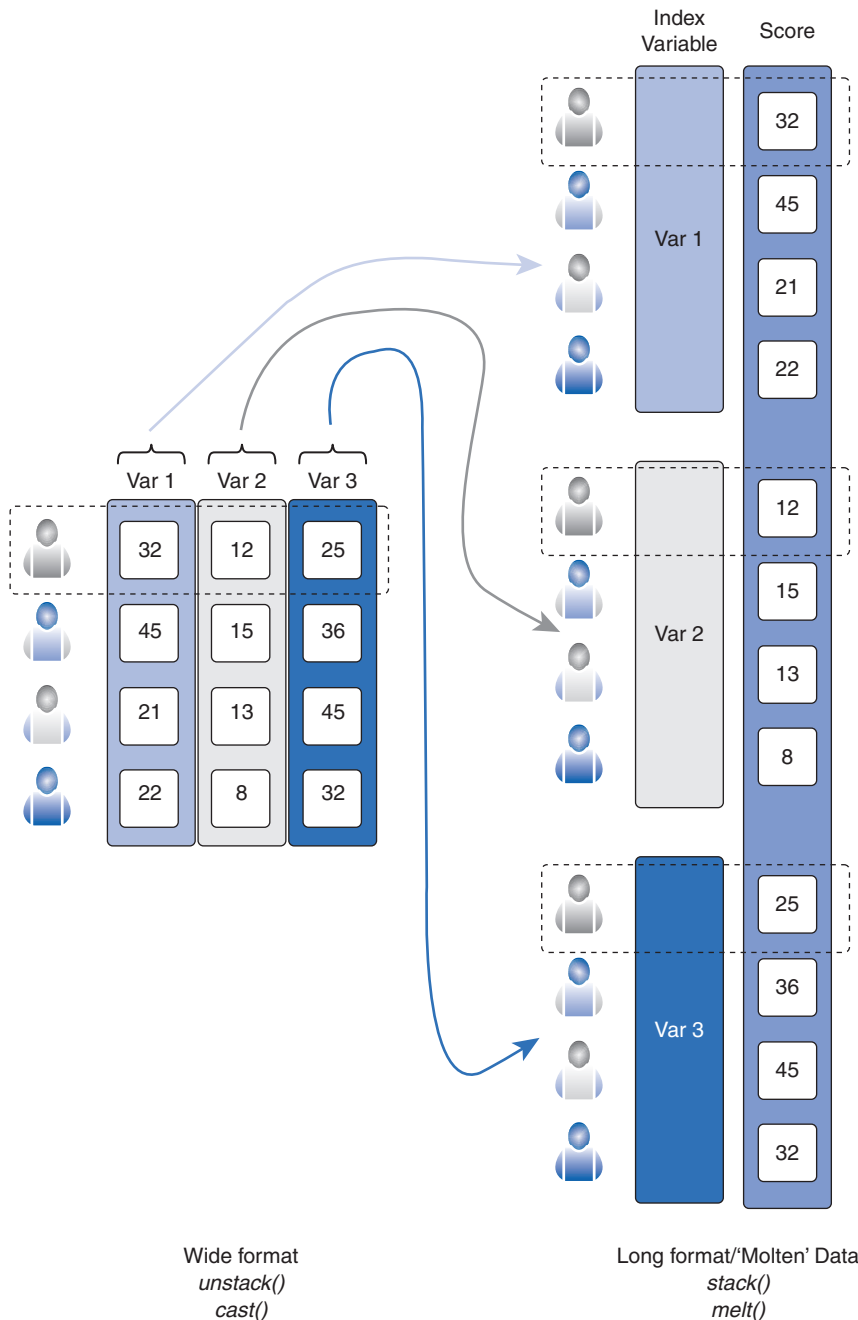 Index
Variable
Score
32
45
Var 1
21
22
Var 1 Var 2 Var 3
32 12 25
45 15 36
21 13 45
22 8 32
12
15
Var 2
13
8
25
36
Var 3
45
32
Wide format
unstack()
cast()
Long format/‘Molten’ Data
stack()
melt()